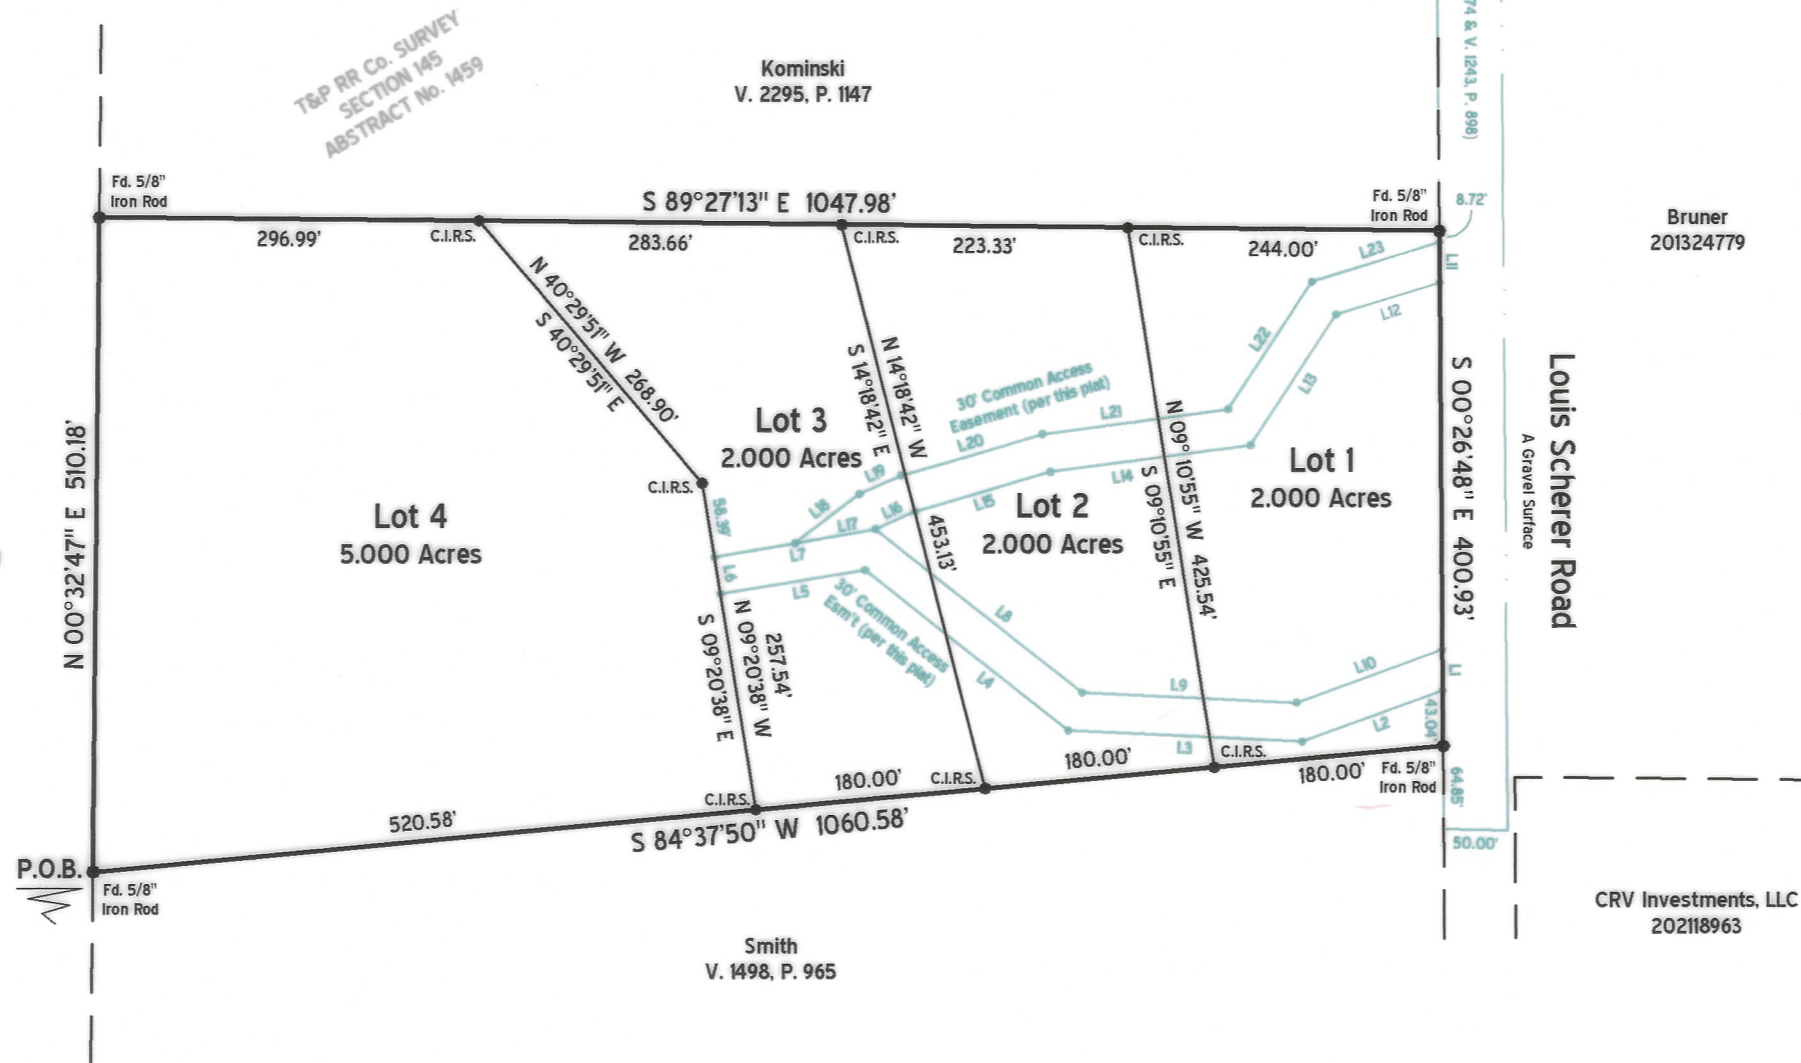 T&P RR Co. SURVEY
SECTION 145
ABSTRACT No. 1459
Kominski
V. 2295, P. 1147
74 & V. 1243, P. 898)
Fd. 5/8"
Iron Rod
S 89°27'13" E 1047.98'
Fd. 5/8"
Iron Rod
8.72'
Bruner
201324779
296.99'
C.I.R.S.
283.66'
C.I.R.S.
223.33'
C.I.R.S.
244.00'
L23
L11
L12
N 40°29'51" W 268.90'
S 40°29'51" E
N 14°18'42" W
S 14°18'42" E
453.13'
L22
L13
30' Common Access
Easement (per this plat)
L21
L20
L19
L18
L14
L15
L16
L17
N 09°10'55" W 425.54'
S 09°10'55" E
S 00°26'48" E 400.93'
Louis Scherer Road
A Gravel Surface
N 00°32'47" E 510.18'
Lot 4
5.000 Acres
Lot 3
2.000 Acres
Lot 2
2.000 Acres
Lot 1
2.000 Acres
C.I.R.S.
58.39'
L7
L6
L5
30' Common Access
Esm't (per this plat)
L8
L4
L9
L10
L1
L3
L2
43.04'
257.54'
N 09°20'38" W
S 09°20'38" E
C.I.R.S.
180.00'
C.I.R.S.
180.00'
C.I.R.S.
180.00'
Fd. 5/8"
Iron Rod
64.85'
50.00'
520.58'
S 84°37'50" W 1060.58'
P.O.B.
Fd. 5/8"
Iron Rod
Smith
V. 1498, P. 965
CRV Investments, LLC
202118963